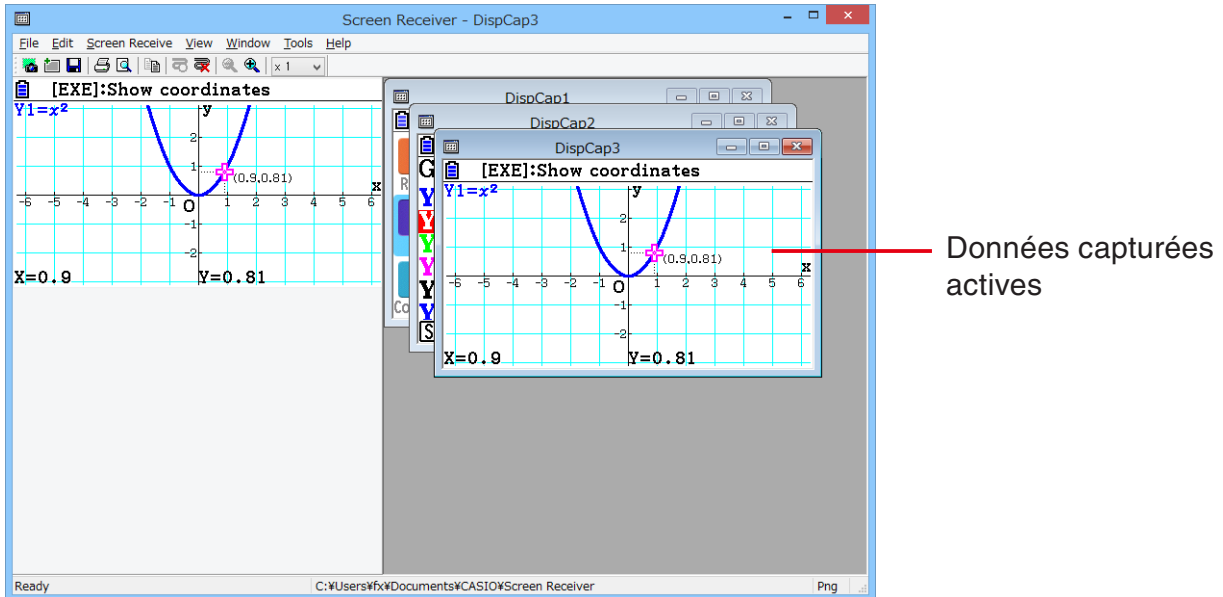 Screen Receiver - DispCap3
File Edit Screen Receive View Window Tools Help
x 1
[EXE]:Show coordinates
Y1=x²
y
2
1
(0.9,0.81)
x
-6 -5 -4 -3 -2 -1 O 1 2 3 4 5 6
-1
-2
X=0.9 Y=0.81
DispCap1
R
Co
DispCap2
G
Y
Y
Y
Y
Y
Y
S
DispCap3
[EXE]:Show coordinates
Y1=x²
y
2
1
(0.9,0.81)
x
-6 -5 -4 -3 -2 -1 O 1 2 3 4 5 6
-1
-2
X=0.9 Y=0.81
Données capturées
actives
Ready C:¥Users¥fx¥Documents¥CASIO¥Screen Receiver Png